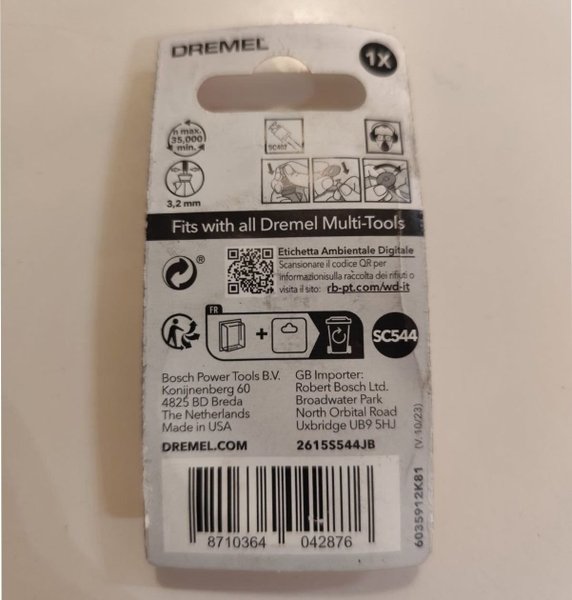 DREMEL
1X
n max.
35,000
min.
SC402
3,2 mm
Fits with all Dremel Multi-Tools
Etichetta Ambientale Digitale
Scansionare il codice QR per
informazionisulla raccolta dei rifiuti o
visita il sito: rb-pt.com/wd-it
®
FR
+
SC544
Bosch Power Tools B.V.
Konijnenberg 60
4825 BD Breda
The Netherlands
Made in USA
DREMEL.COM
GB Importer:
Robert Bosch Ltd.
Broadwater Park
North Orbital Road
Uxbridge UB9 5HJ
2615S544JB
8710364 042876
6035912K81 (V. 10/23)